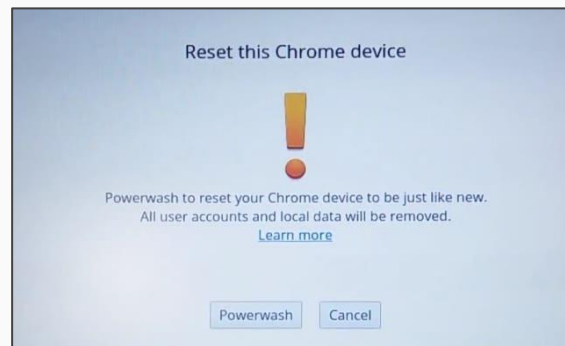 Reset this Chrome device
Powerwash to reset your Chrome device to be just like new.
All user accounts and local data will be removed.
Learn more
Powerwash
Cancel